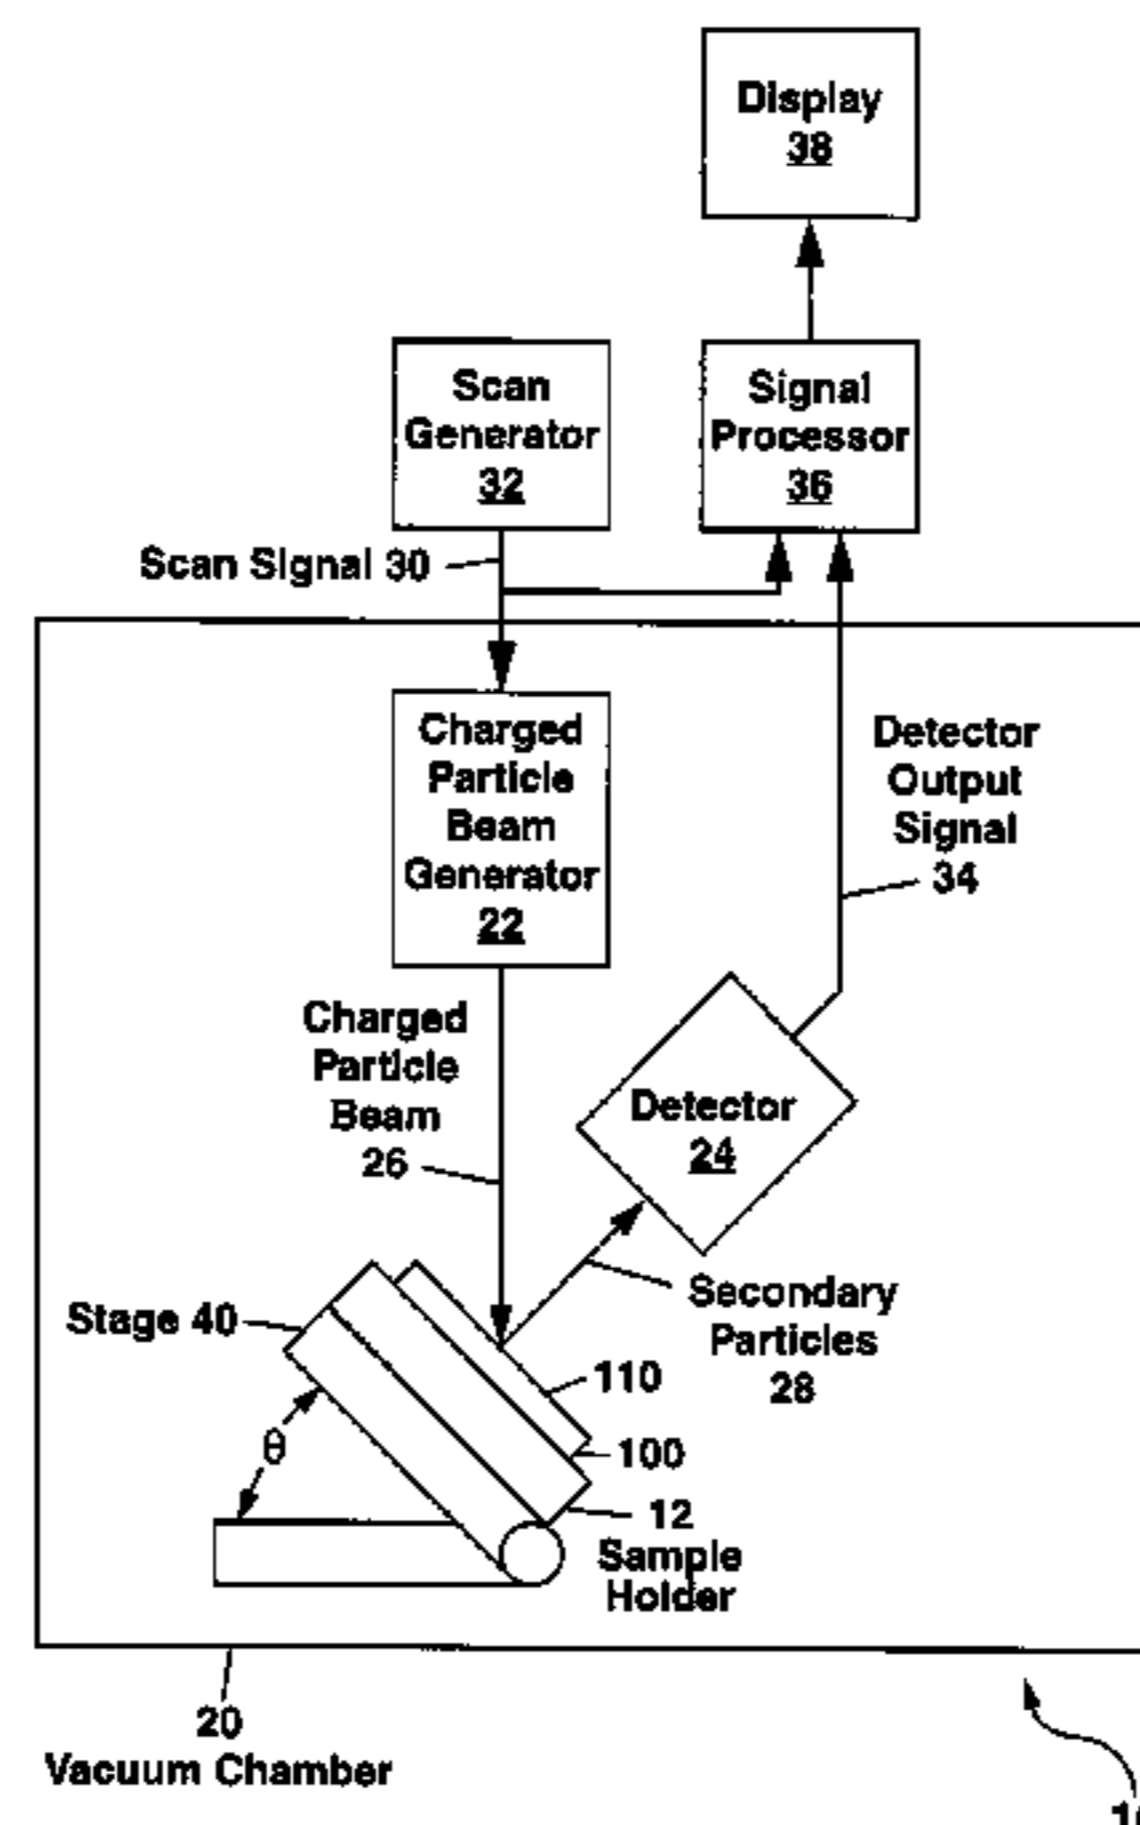 Display
38
Scan
Generator
32
Signal
Processor
36
Scan Signal 30
Charged
Particle
Beam
Generator
22
Detector
Output
Signal
34
Charged
Particle
Beam
26
Detector
24
Stage 40
Secondary
Particles
28
110
θ
100
12
Sample
Holder
20
Vacuum Chamber